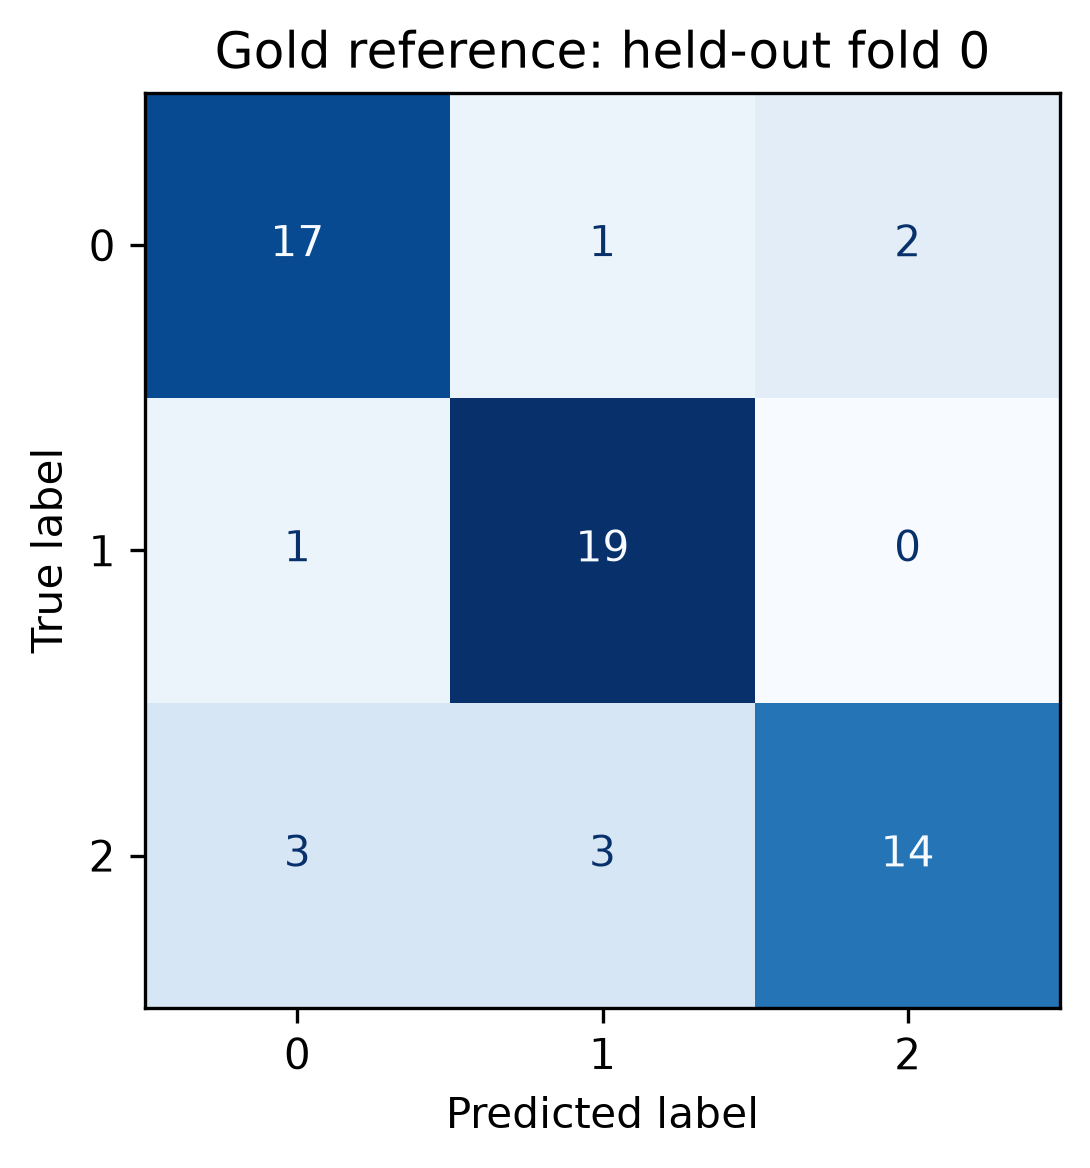 Gold reference: held-out fold 0
True label
0 17 1 2
1 1 19 0
2 3 3 14
0 1 2
Predicted label